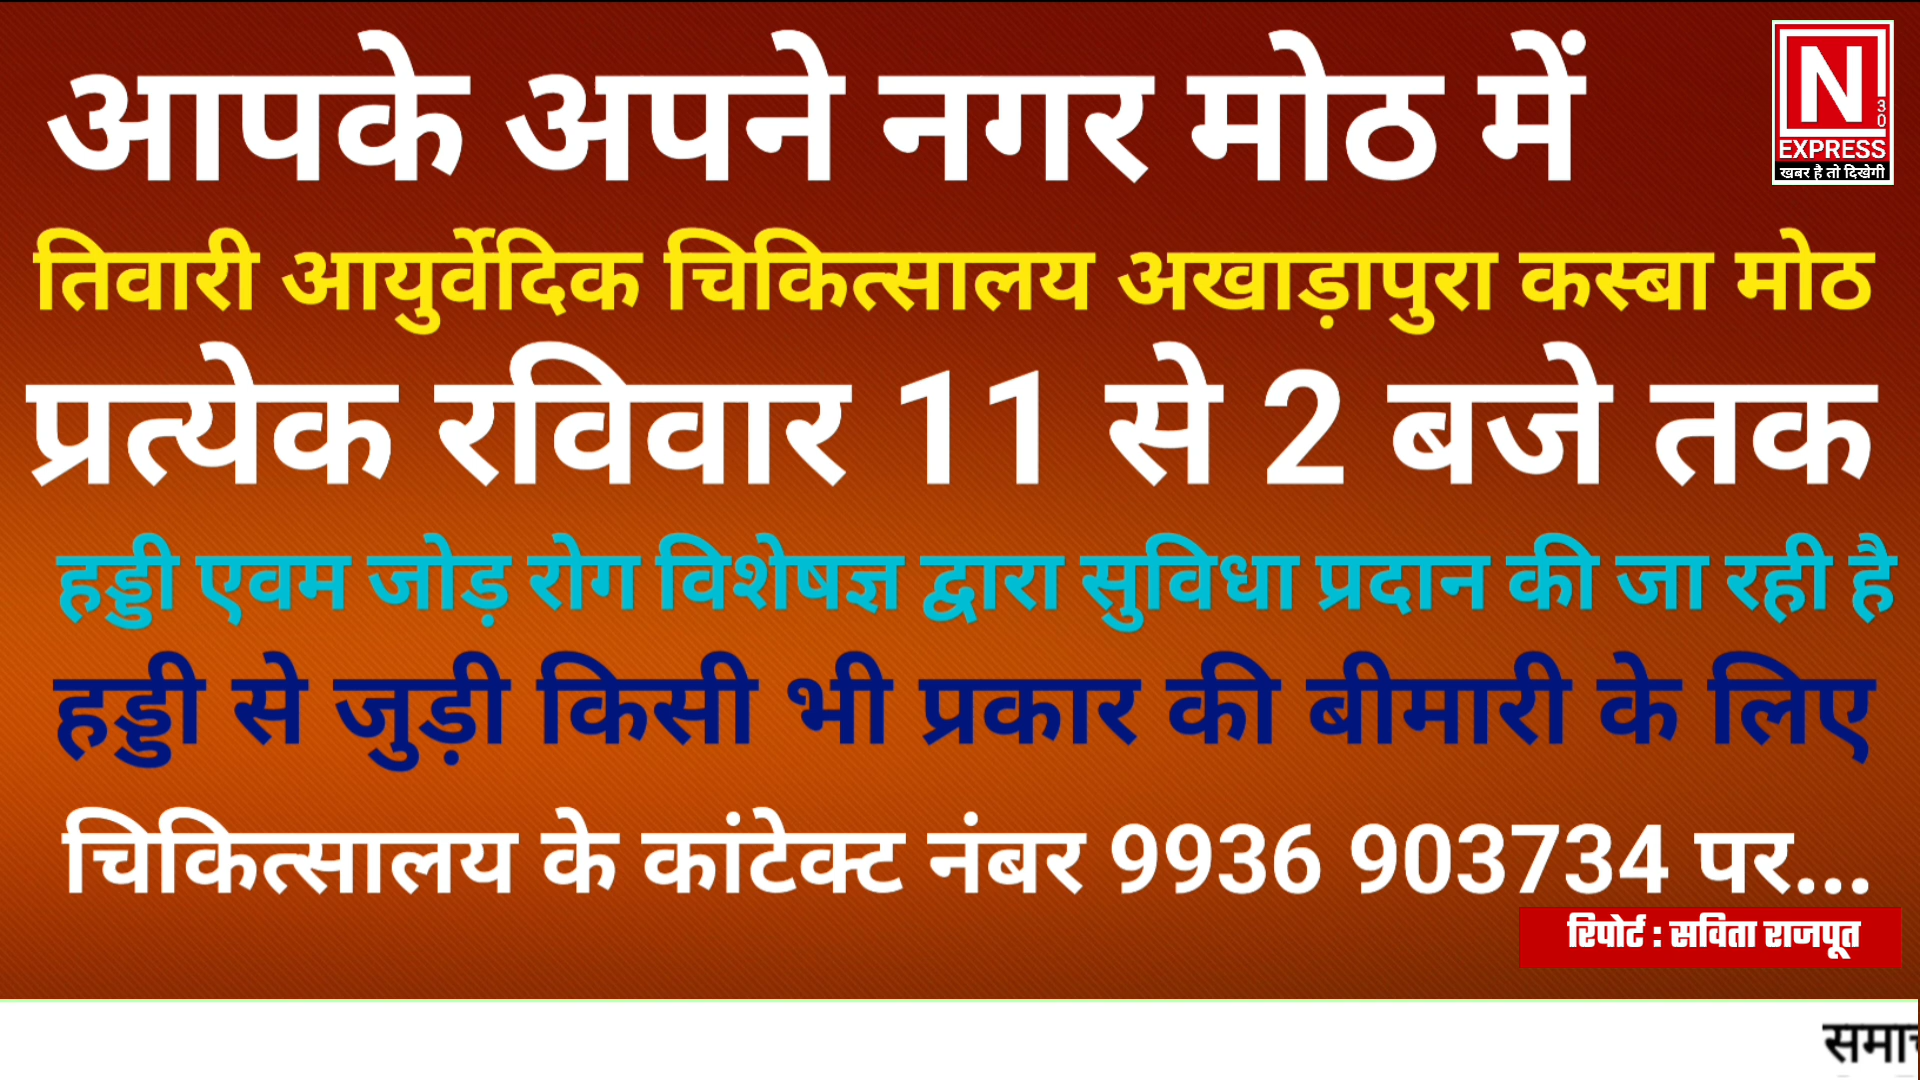 आपके अपने नगर मोठ में
N
30
EXPRESS
खबर है तो दिखेगी
तिवारी आयुर्वेदिक चिकित्सालय अखाड़ापुरा कस्बा मोठ
प्रत्येक रविवार 11 से 2 बजे तक
हड्डी एवम जोड़ रोग विशेषज्ञ द्वारा सुविधा प्रदान की जा रही है
हड्डी से जुड़ी किसी भी प्रकार की बीमारी के लिए
चिकित्सालय के कांटेक्ट नंबर 9936 903734 पर...
रिपोर्ट : सविता राजपूत